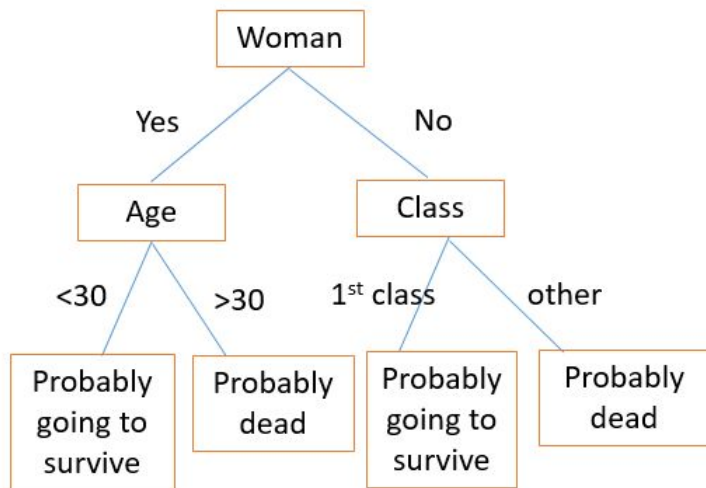 Woman
Yes
No
Age
Class
<30
>30
1st class
other
Probably
going to
survive
Probably
dead
Probably
going to
survive
Probably
dead